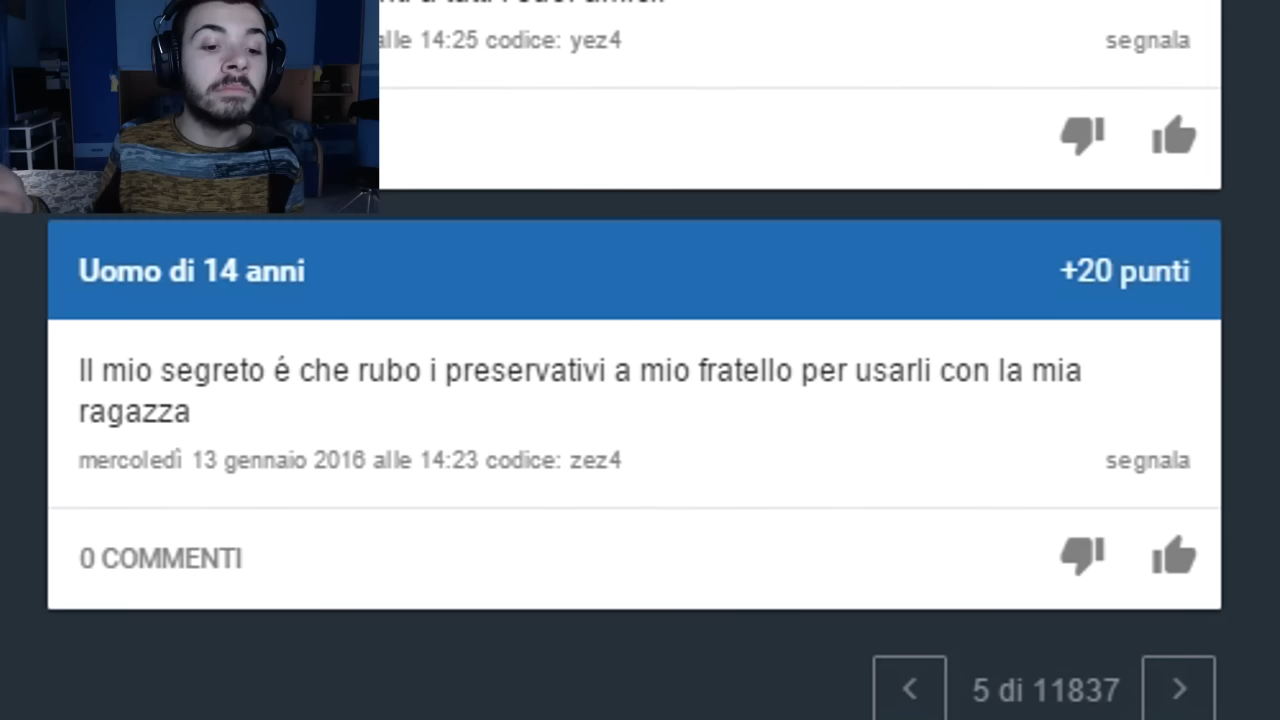 alle 14:25 codice: yez4 segnala
Uomo di 14 anni +20 punti
Il mio segreto é che rubo i preservativi a mio fratello per usarli con la mia
ragazza
mercoledì 13 gennaio 2016 alle 14:23 codice: zez4 segnala
0 COMMENTI
5 di 11837